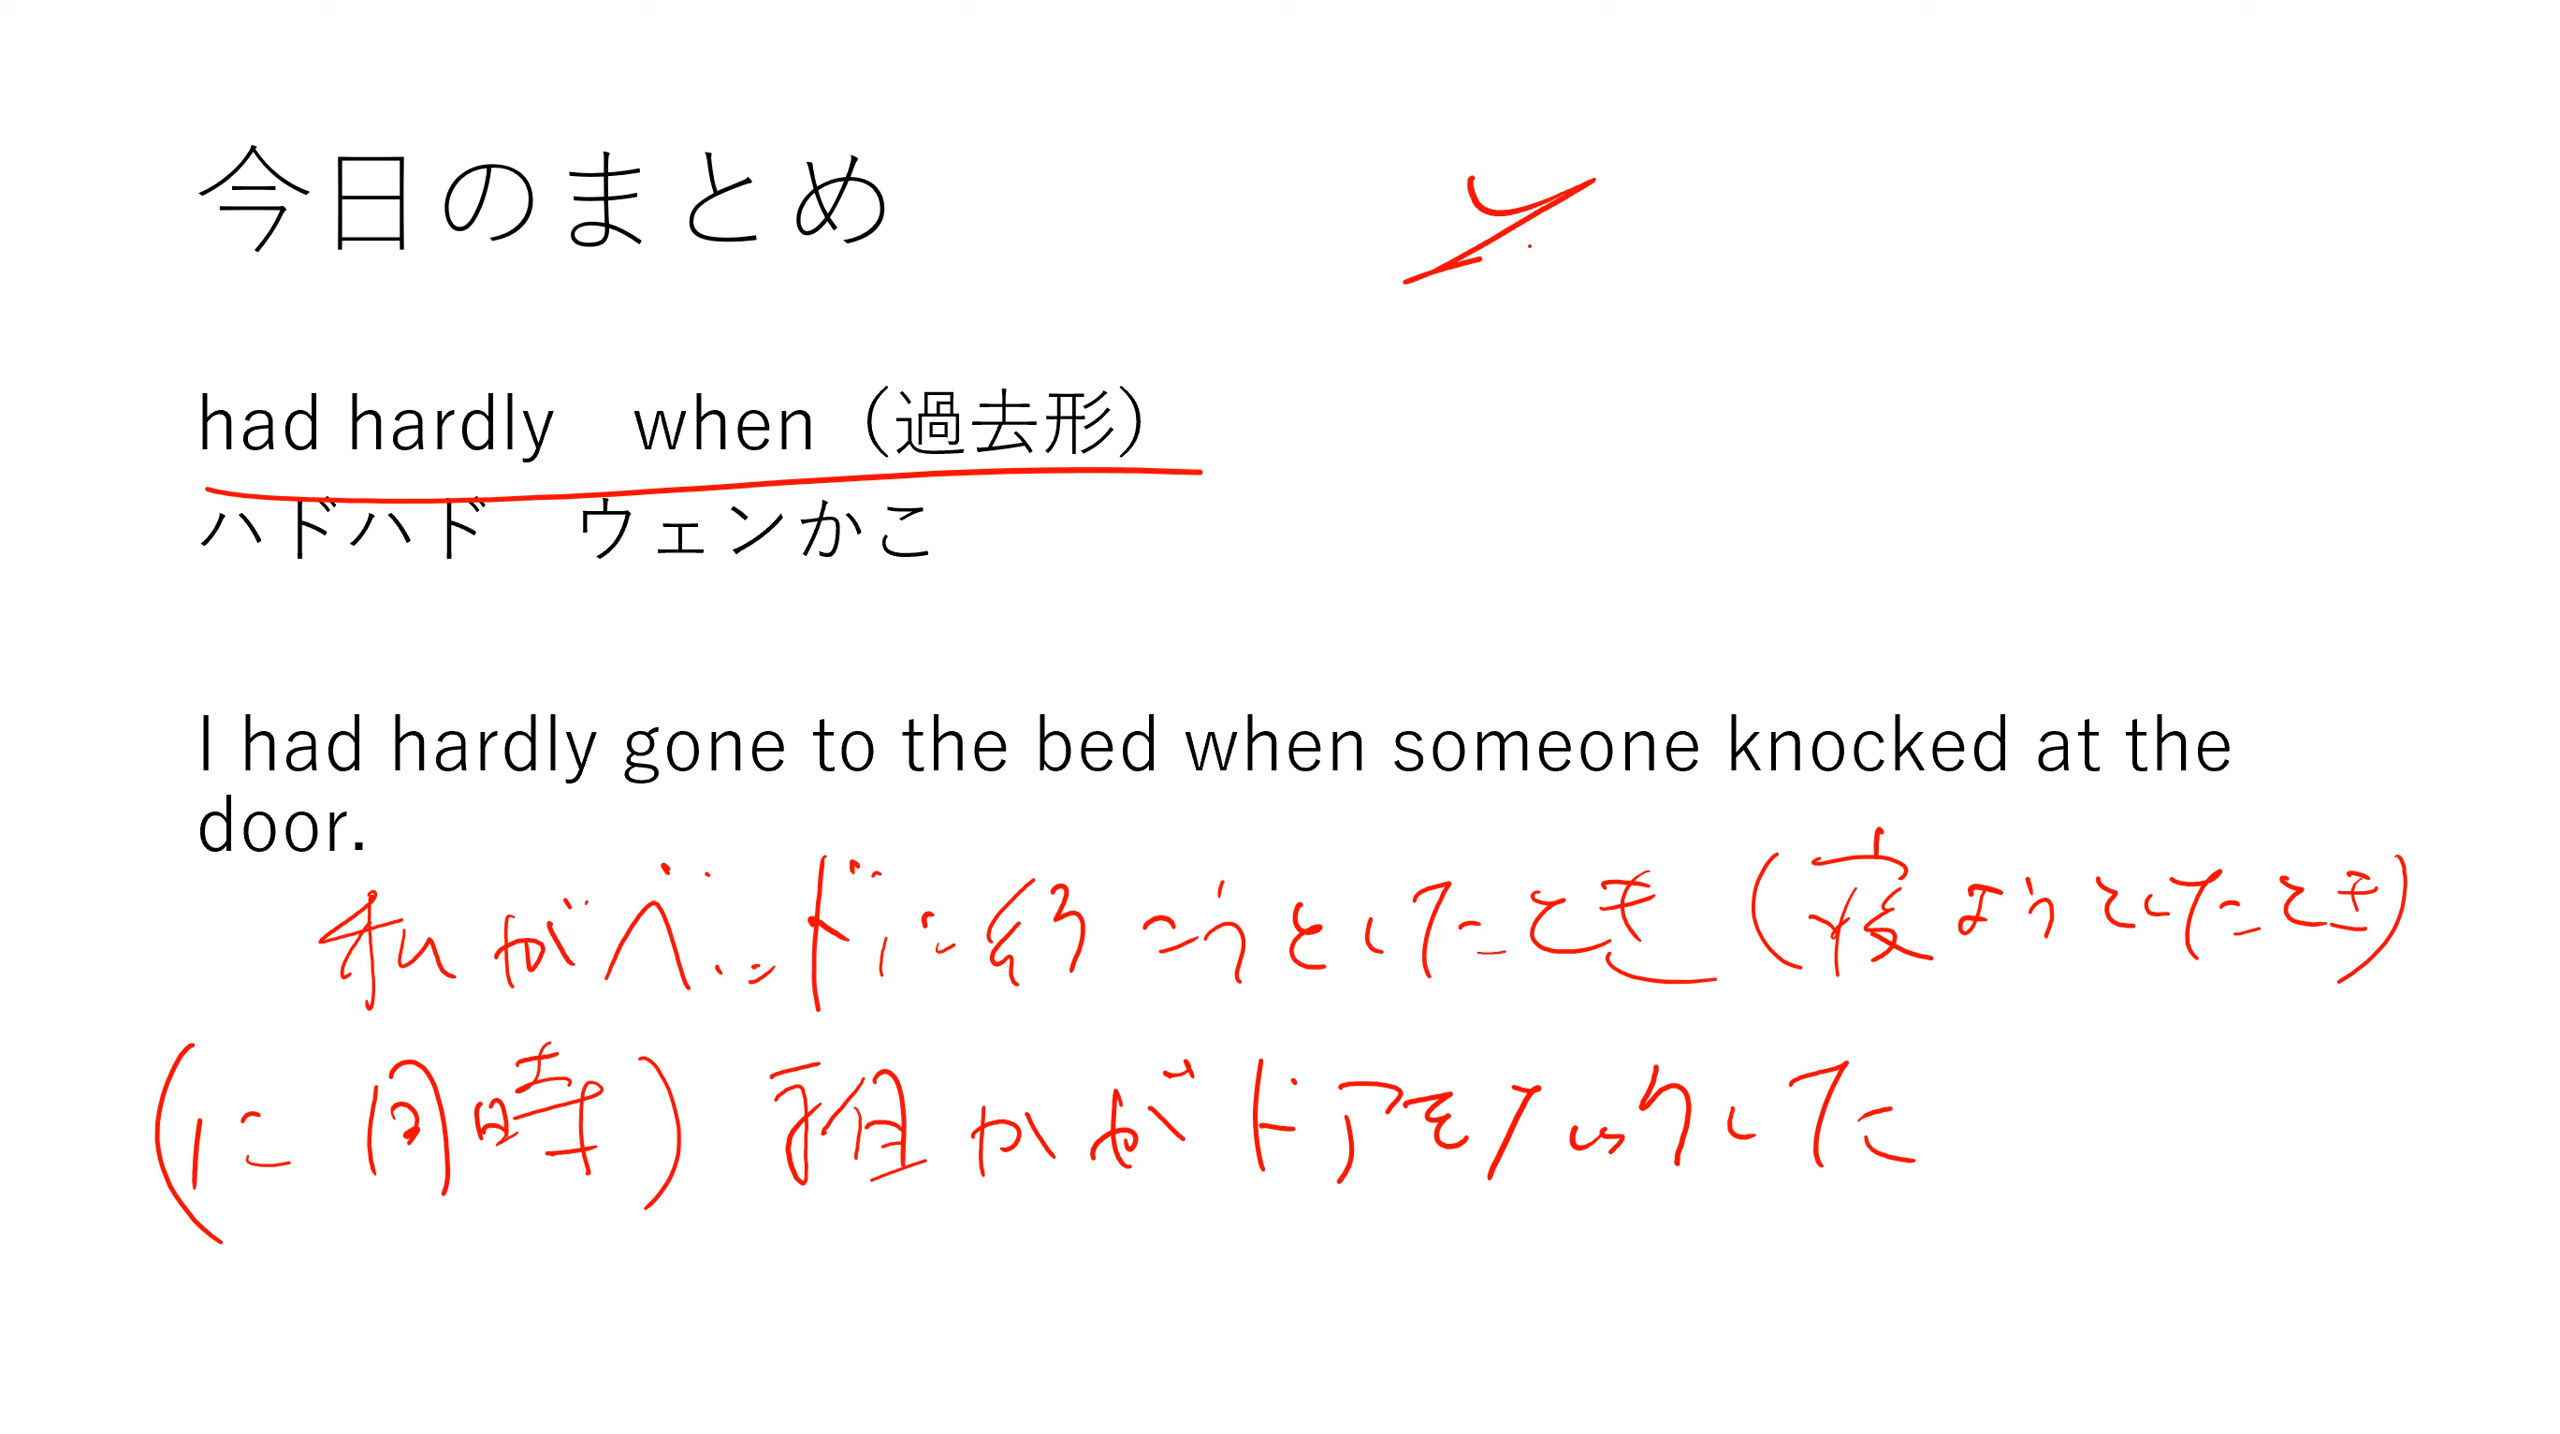 今日のまとめ
had hardly　when（過去形）
ハドハド　ウェンかこ
I had hardly gone to the bed when someone knocked at the
door.
私がベッドに行こうとしたとき(寝ようとしたとき)
(に同時) 誰かがドアをノックした